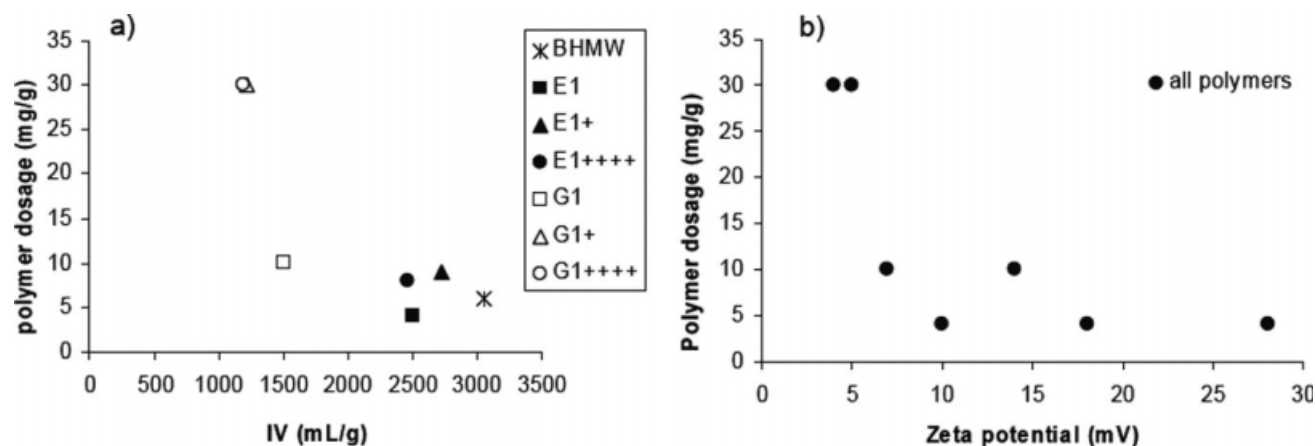 a)
35
30
25
20
15
10
5
0
polymer dosage (mg/g)
0 500 1000 1500 2000 2500 3000 3500
IV (mL/g)
BHMW
E1
E1+
E1++++
G1
G1+
G1++++
b)
35
30
25
20
15
10
5
0
Polymer dosage (mg/g)
0 5 10 15 20 25 30
Zeta potential (mV)
all polymers